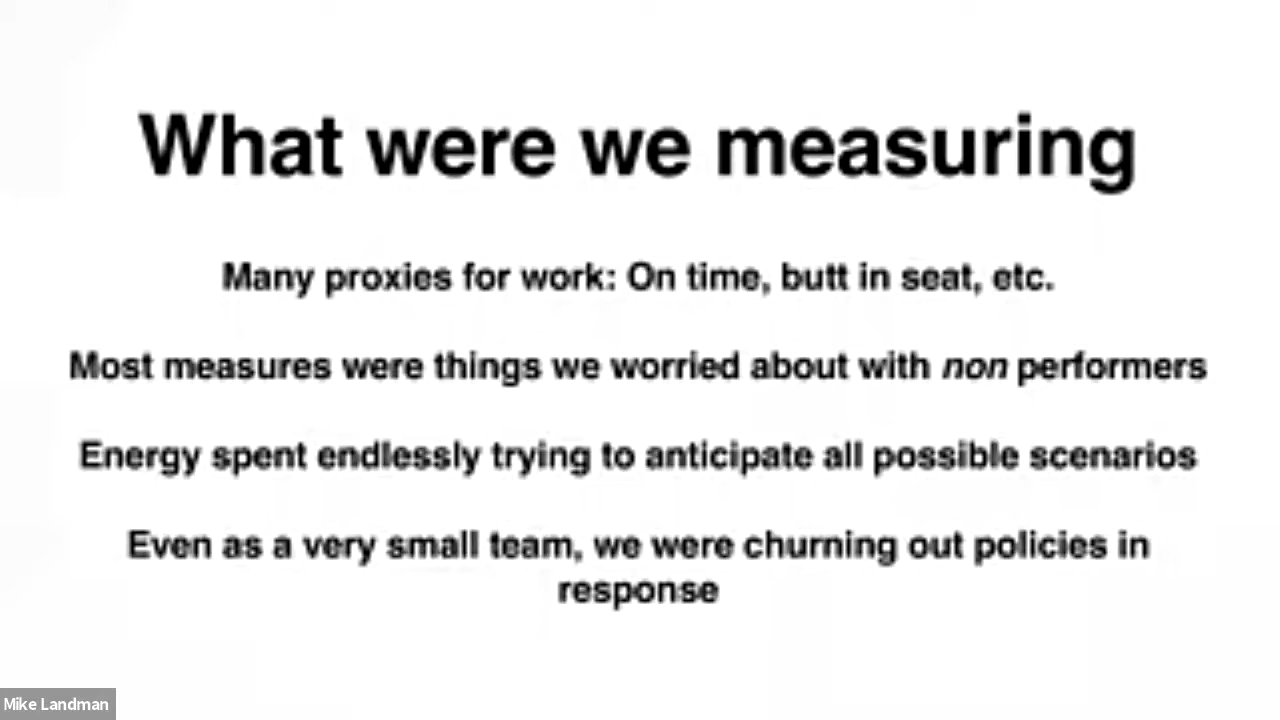 What were we measuring
Many proxies for work: On time, butt in seat, etc.
Most measures were things we worried about with non performers
Energy spent endlessly trying to anticipate all possible scenarios
Even as a very small team, we were churning out policies in
response
Mike Landman